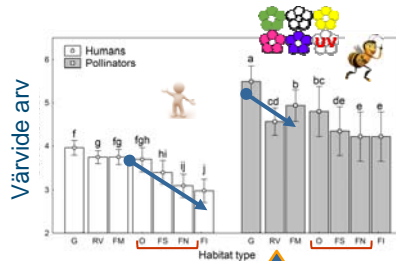 UV
Humans
Pollinators
Värvide arv
6
5
4
3
2
f g fg fgh hi ij j
a cd b bc de e e
G RV FM O FS FN FI G RV FM O FS FN FI
Habitat type